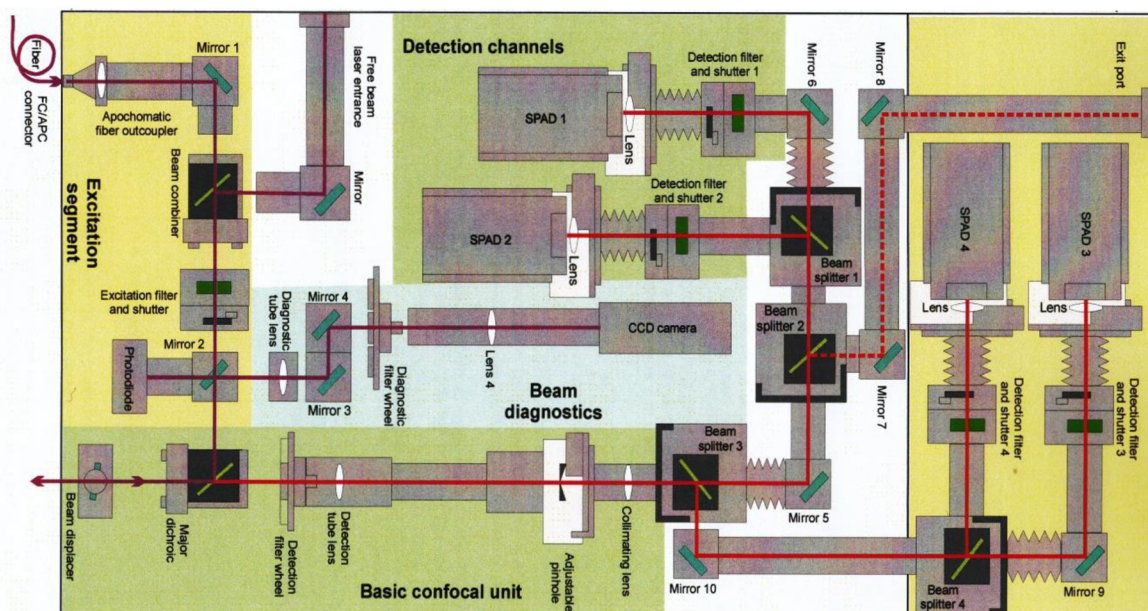 Fiber
FC/APC
connector
Mirror 1
Apochomatic
fiber outcoupler
Free beam
laser entrance
Beam
combiner
Mirror
Excitation
segment
Excitation filter
and shutter
Mirror 2
Photodiode
Detection channels
SPAD 1
Lens
Detection filter
and shutter 1
Mirror 6
Mirror 8
Exit port
SPAD 2
Lens
Detection filter
and shutter 2
Beam
splitter 1
SPAD 4
SPAD 3
Lens
Lens
Diagnostic
tube lens
Mirror 4
Mirror 3
Diagnostic
filter wheel
Lens 4
CCD camera
Beam
diagnostics
Beam
splitter 2
Mirror 7
Detection filter
and shutter 4
Detection filter
and shutter 3
Beam displacer
Major
dichroic
Detection
filter wheel
Detection
tube lens
Basic confocal unit
Adjustable
pinhole
Collimating lens
Beam
splitter 3
Mirror 5
Mirror 10
Beam
splitter 4
Mirror 9